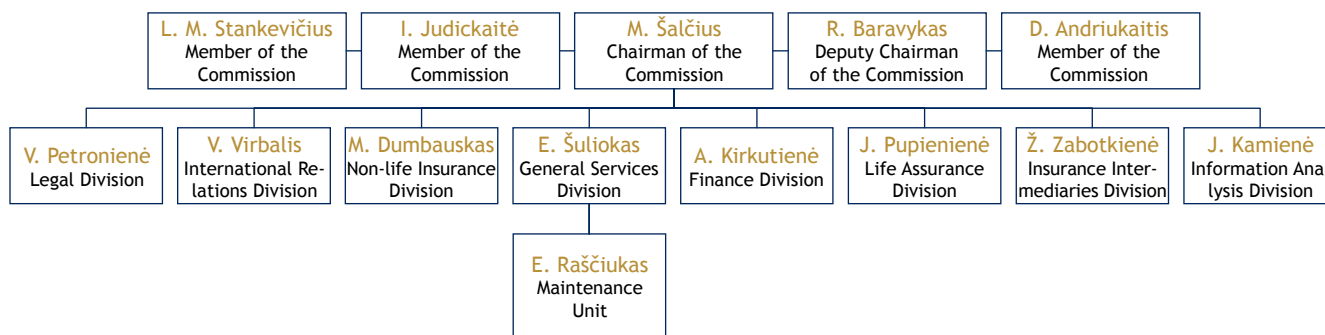 L. M. Stankevičius
Member of the
Commission
I. Judickaitė
Member of the
Commission
M. Šalčius
Chairman of the
Commission
R. Baravykas
Deputy Chairman
of the Commission
D. Andriukaitis
Member of the
Commission
V. Petronienė
Legal Division
V. Virbalis
International Re-
lations Division
M. Dumbauskas
Non-life Insurance
Division
E. Šuliokas
General Services
Division
A. Kirkutienė
Finance Division
J. Pupienienė
Life Assurance
Division
Ž. Zabotkienė
Insurance Inter-
mediaries Division
J. Kamienė
Information Ana
lysis Division
E. Raščiukas
Maintenance
Unit